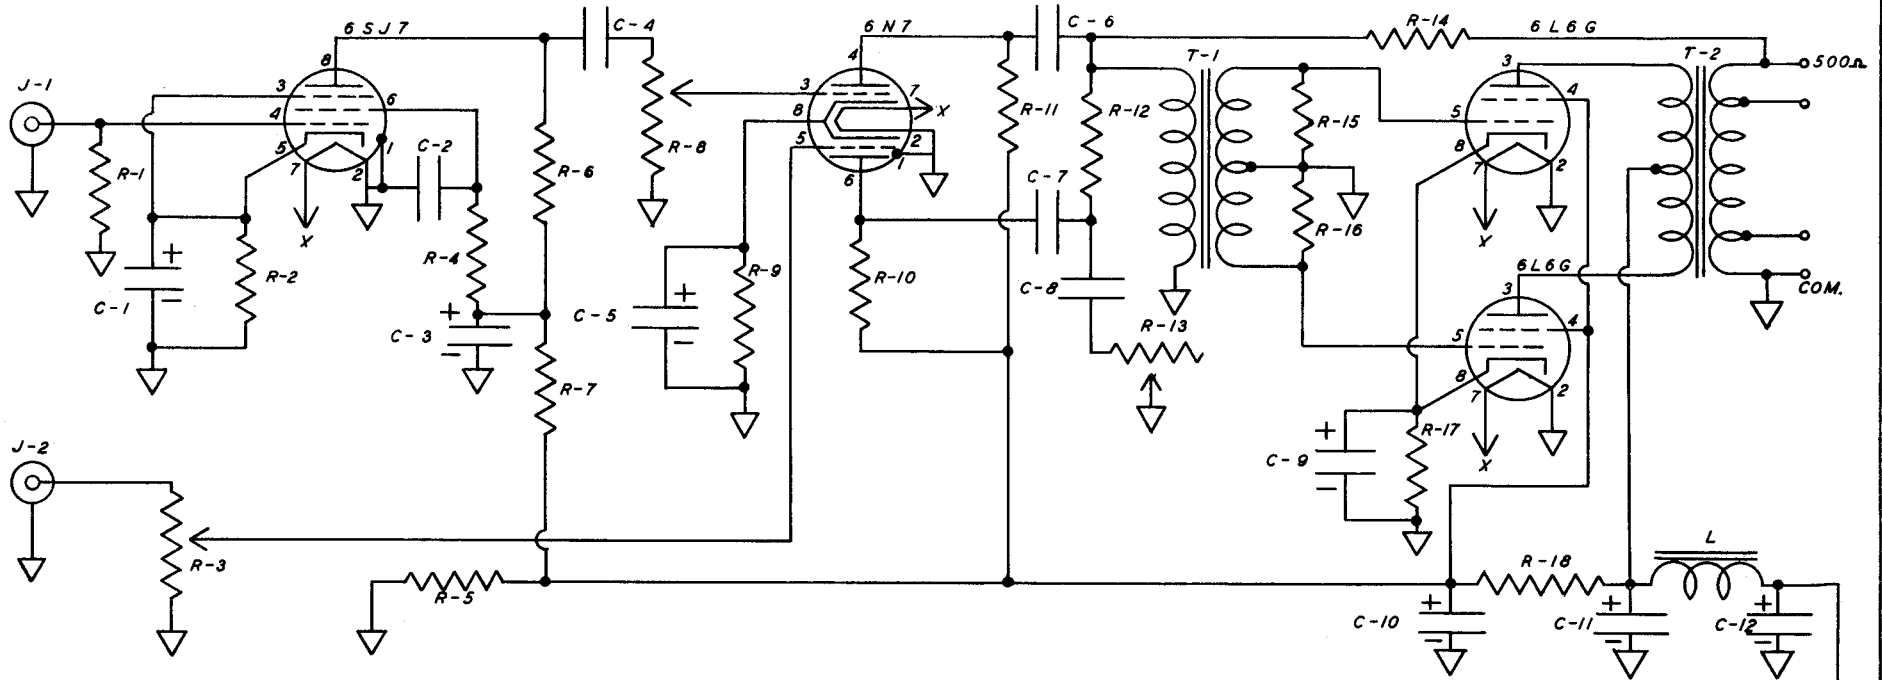 6SJ7
C-4
6N7
C-6
R-14
6L6G
T-1
T-2
500Ω
J-1
8
3
6
4
5
7
2
1
C-2
R-1
R-6
R-8
4
3
7
8
X
5
2
1
6
R-11
R-12
C-7
R-15
R-16
3
4
5
8
7
2
X
X
+
C-1
-
R-2
R-4
+
C-3
-
R-7
C-5
+
-
R-9
R-10
C-8
R-13
6L6G
3
4
5
8
7
2
X
COM.
J-2
R-3
R-5
+
C-9
-
R-17
R-18
L
+
C-10
-
+
C-11
-
+
C-12
-